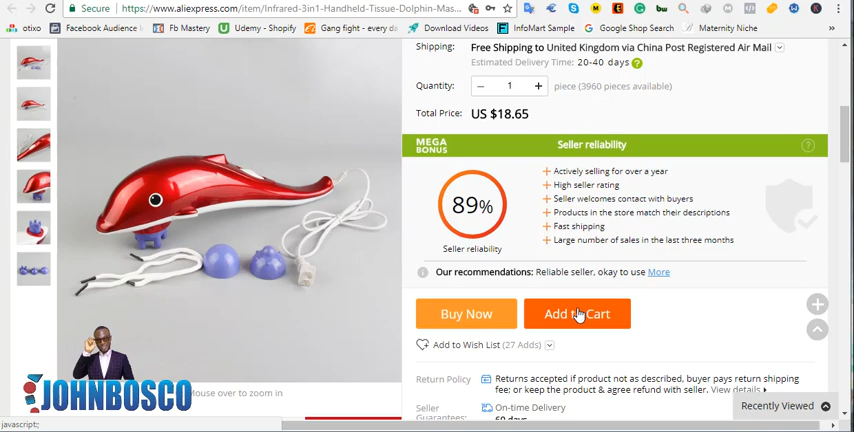 Secure
https://www.aliexpress.com/item/Infrared-3in1-Handheld-Tissue-Dolphin-Mas...
otixo
Facebook Audience I
Fb Mastery
Udemy - Shopify
Gang fight - every da
Download Videos
InfoMart Sample
Google Shop Search
Maternity Niche
»
Shipping: Free Shipping to United Kingdom via China Post Registered Air Mail
Estimated Delivery Time: 20-40 days ?
Quantity: − 1 + piece (3960 pieces available)
Total Price: US $18.65
MEGA BONUS
Seller reliability ?
89%
Seller reliability
+ Actively selling for over a year
+ High seller rating
+ Seller welcomes contact with buyers
+ Products in the store match their descriptions
+ Fast shipping
+ Large number of sales in the last three months
Our recommendations: Reliable seller, okay to use More
Buy Now
Add to Cart
Add to Wish List (27 Adds)
JOHNBOSCO
Mouse over to zoom in
Return Policy
Returns accepted if product not as described, buyer pays return shipping
fee; or keep the product & agree refund with seller. View details
Seller
Guarantees:
On-time Delivery
60 days
Recently Viewed
javascript:;